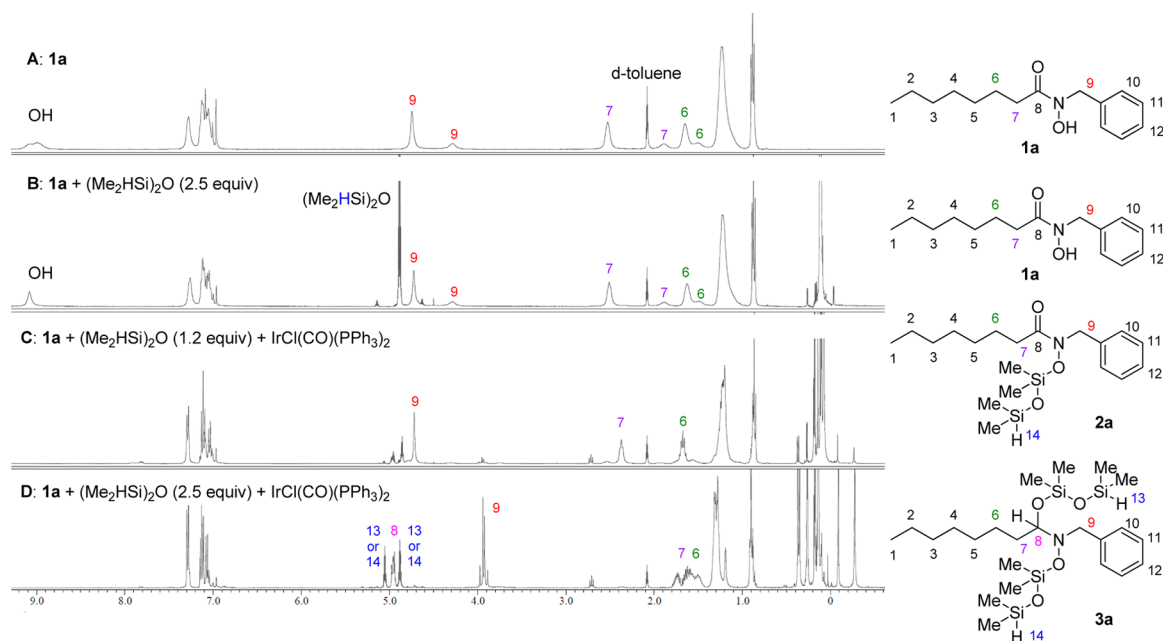 A: 1a
OH
9
9
d-toluene
7
7
6
6
B: 1a + (Me₂HSi)₂O (2.5 equiv)
(Me₂HSi)₂O
OH
9
9
7
7
6
6
C: 1a + (Me₂HSi)₂O (1.2 equiv) + IrCl(CO)(PPh₃)₂
9
7
6
D: 1a + (Me₂HSi)₂O (2.5 equiv) + IrCl(CO)(PPh₃)₂
13 or 14
8
13 or 14
9
7
6
9.0 8.0 7.0 6.0 5.0 4.0 3.0 2.0 1.0 0
O
2 4 6 9 10
8 N 11
1 3 5 7 OH 12
1a
O
2 4 6 9 10
8 N 11
1 3 5 7 OH 12
1a
O
2 4 6 9 10
8 N 11
1 3 5 7 12
Me O
Me Si
O
Me
Me Si
H 14
2a
Me Me Me Me
Si Si
O O H 13
2 4 6 H 9 10
8 N 11
1 3 5 7 12
Me O
Me Si
O
Me
Me Si
H 14
3a